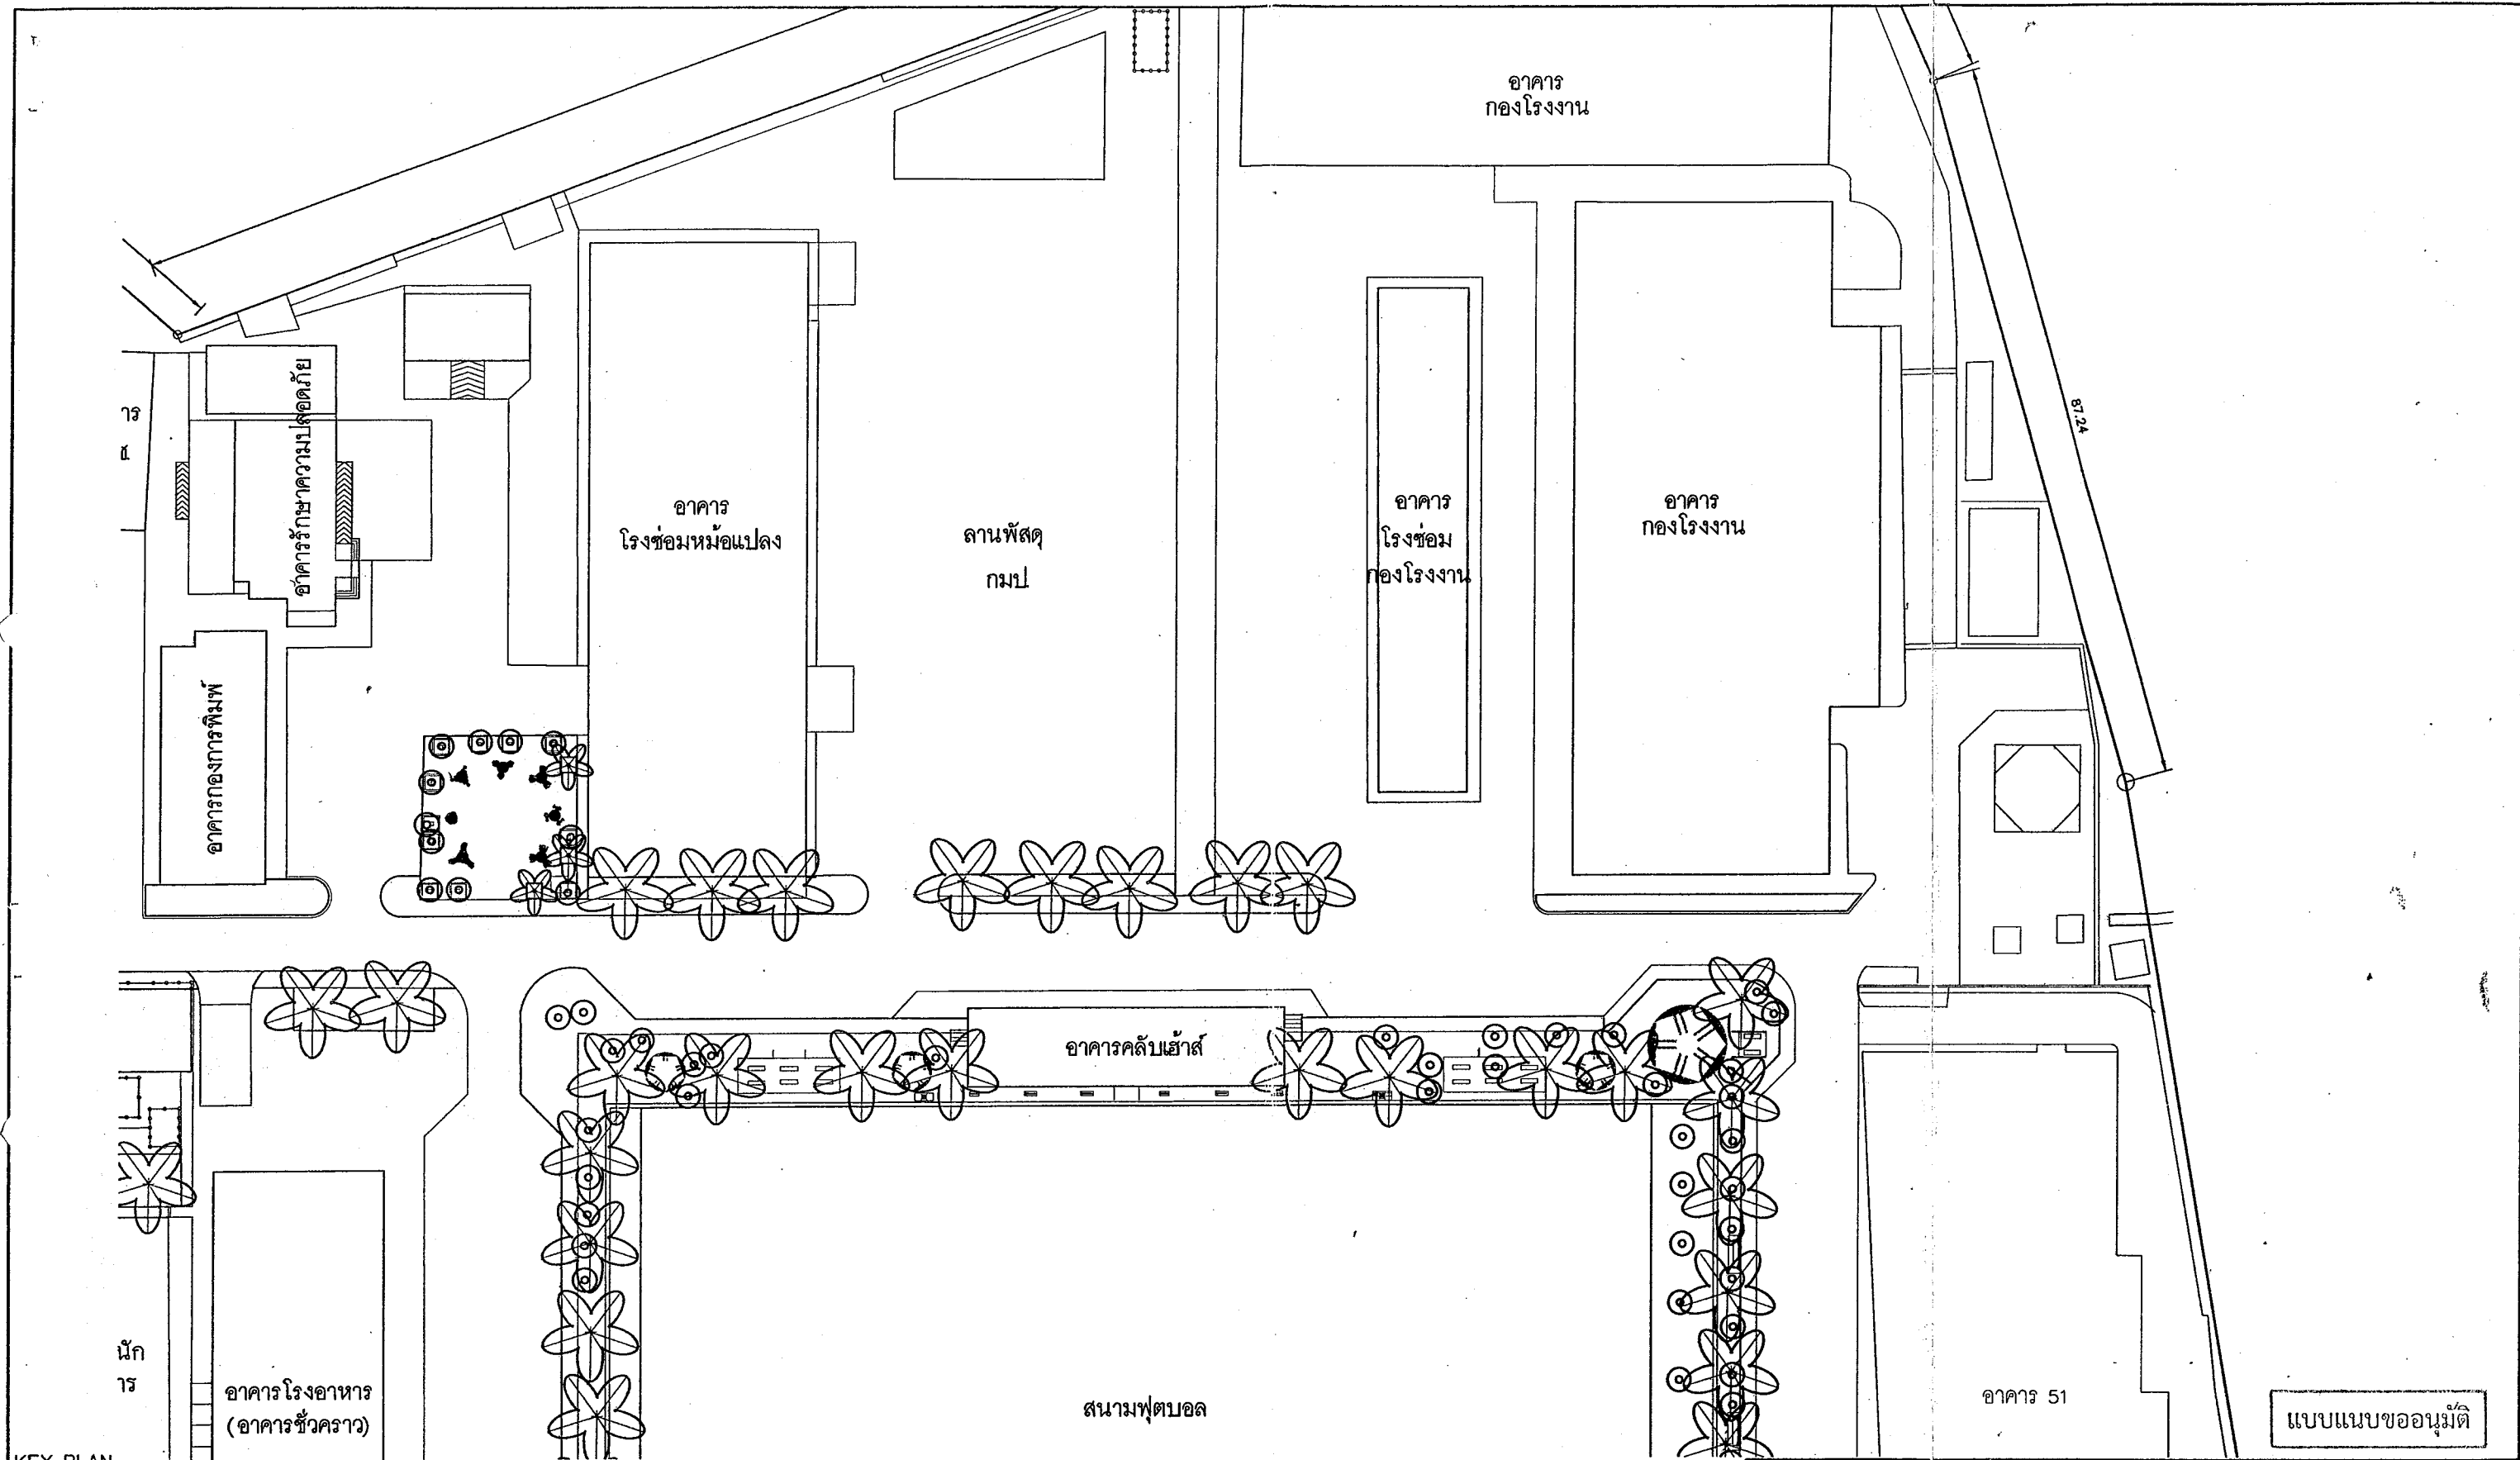 อาคาร
กองโรงงาน
87.24
าร
ธ.
อาคารรักษาความปลอดภัย
อาคาร
โรงซ่อมหม้อแปลง
ลานพัสดุ
กมป.
อาคาร
โรงซ่อม
กองโรงงาน
อาคาร
กองโรงงาน
อาคารกองการพิมพ์
อาคารคลับเฮ้าส์
นัก
าร
อาคารโรงอาหาร
(อาคารชั่วคราว)
สนามฟุตบอล
อาคาร 51
แบบแนบขออนุมัติ
KEY PLAN